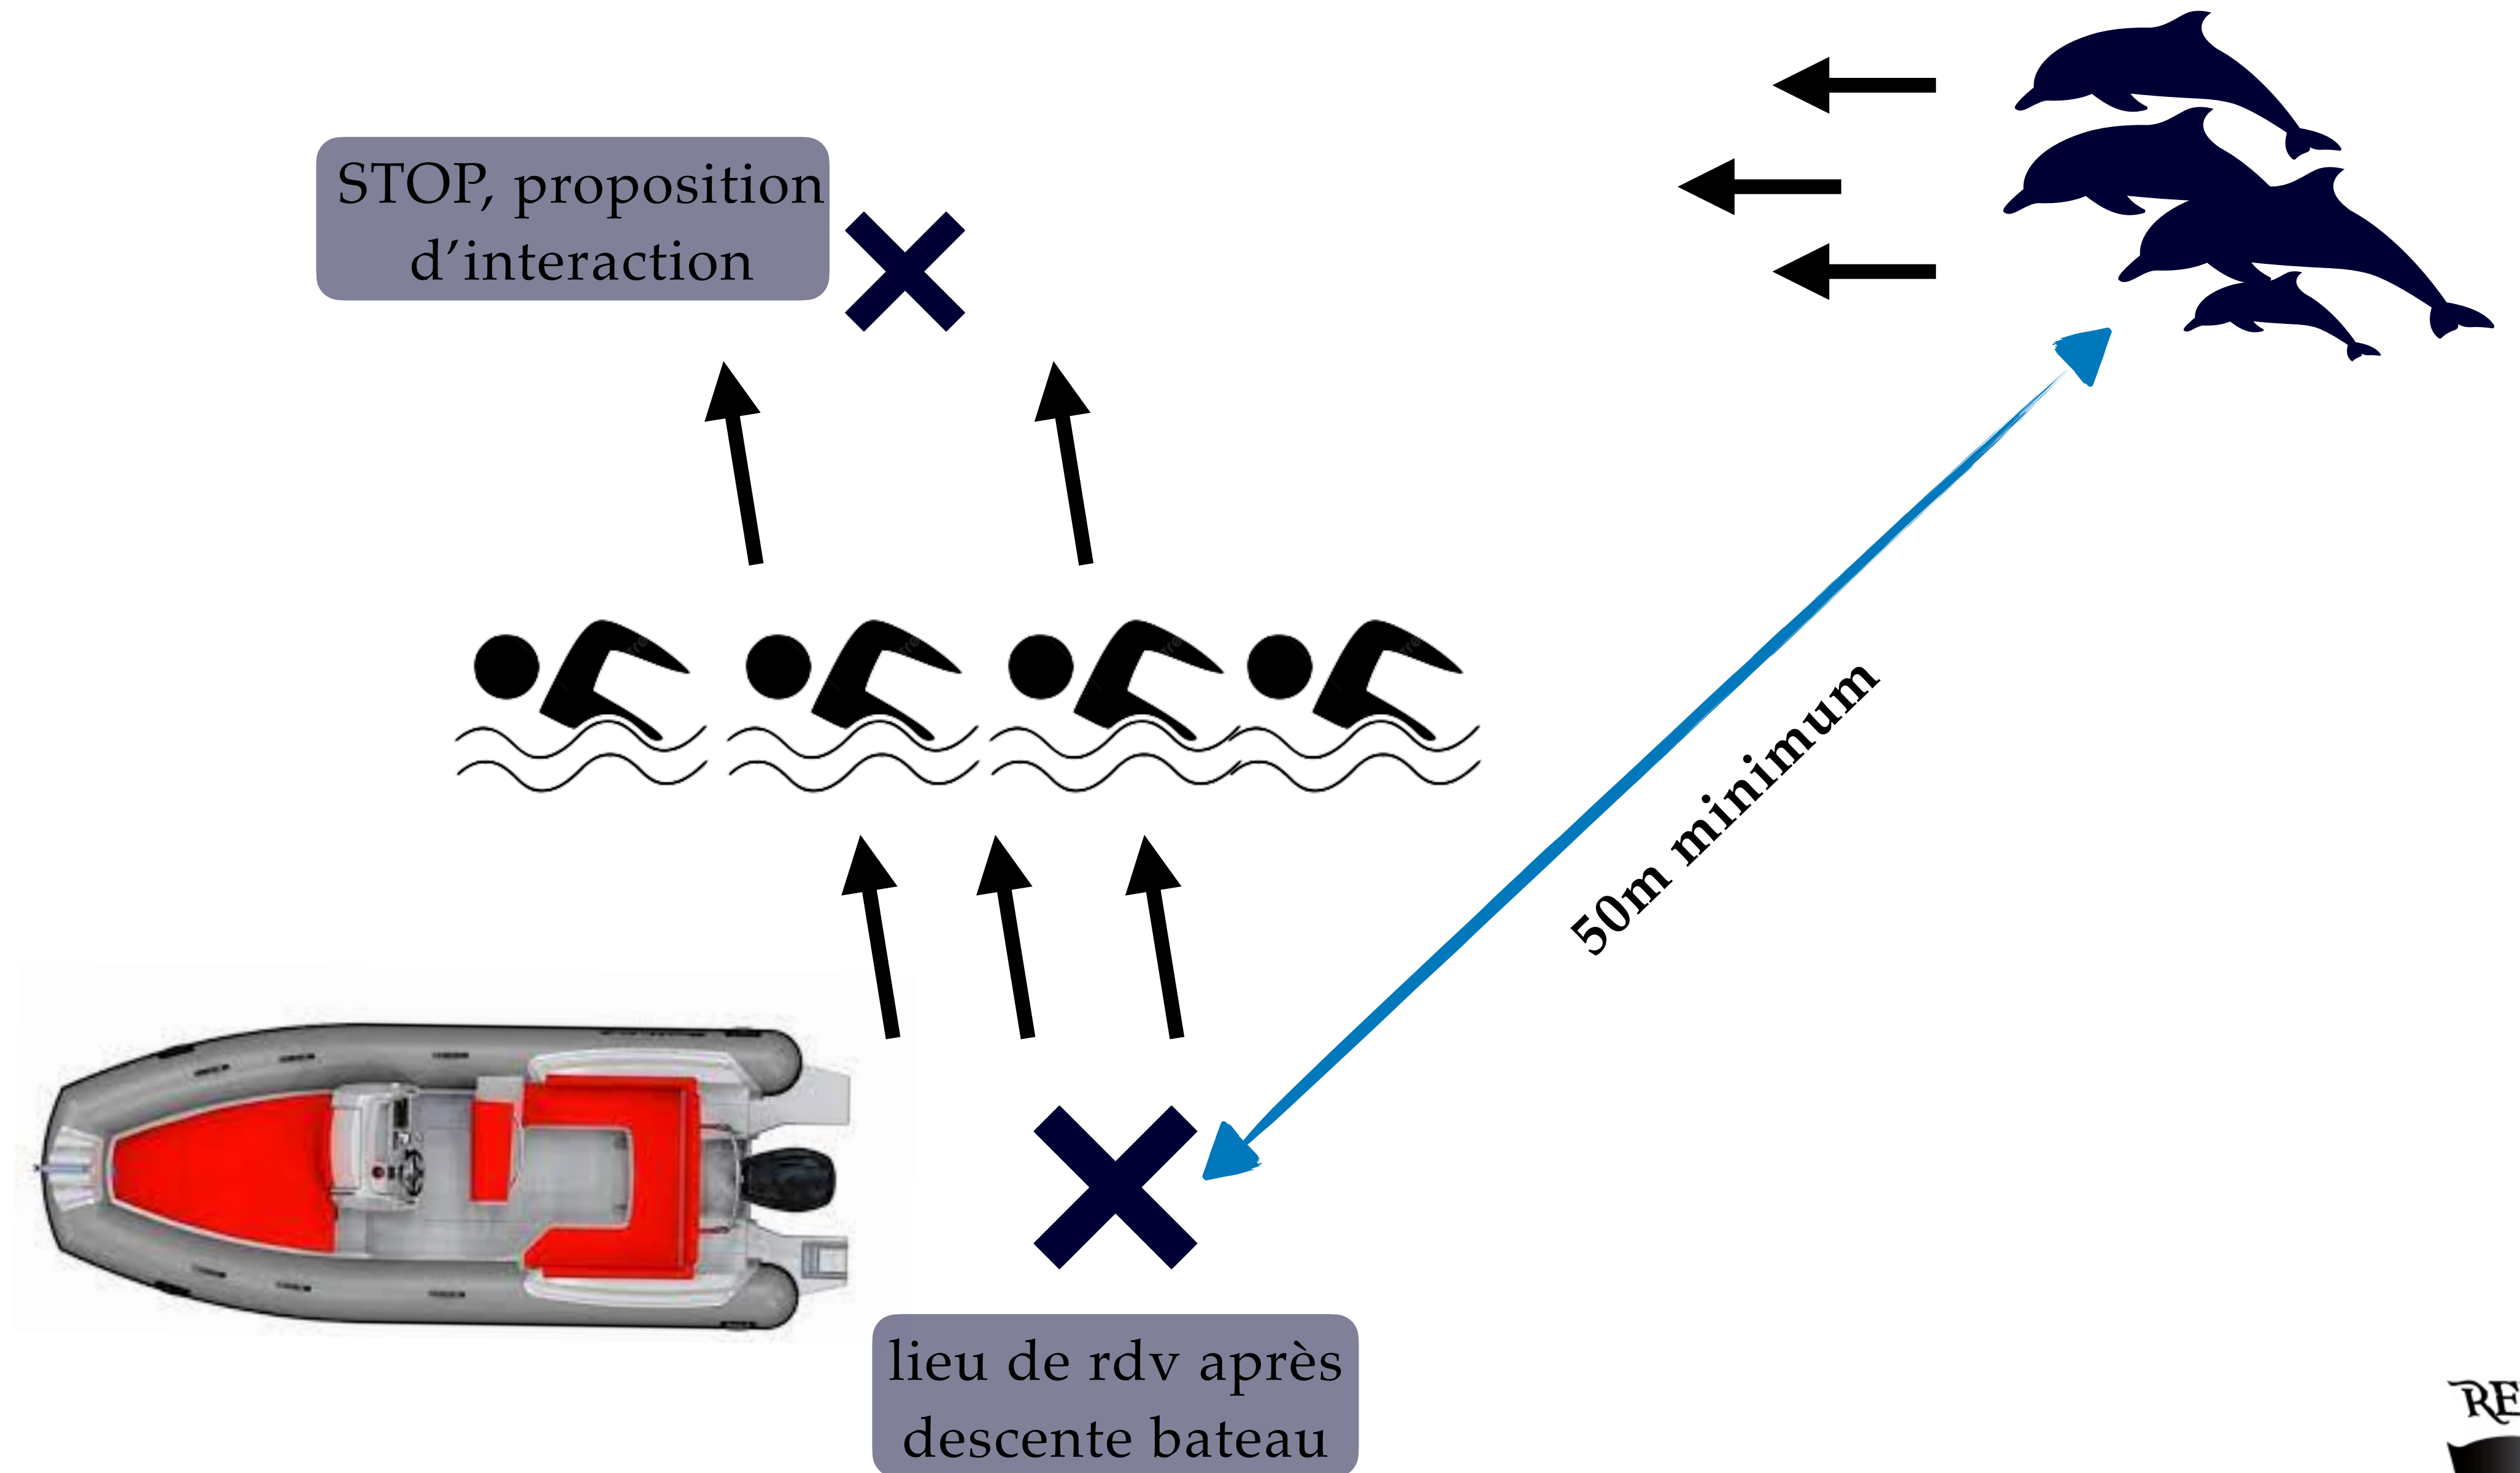 STOP, proposition
d’interaction
50m minimum
lieu de rdv après
descente bateau